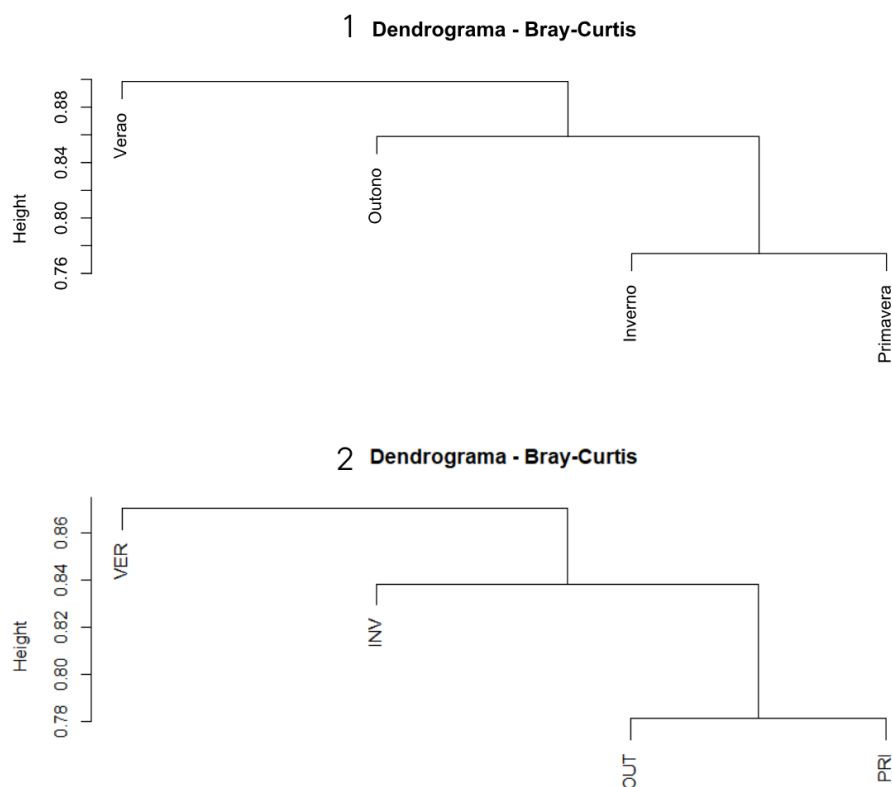 1 Dendrograma - Bray-Curtis
Height
0.88
0.84
0.80
0.76
Verao
Outono
Inverno
Primavera
2 Dendrograma - Bray-Curtis
Height
0.86
0.84
0.82
0.80
0.78
VER
INV
OUT
PRI